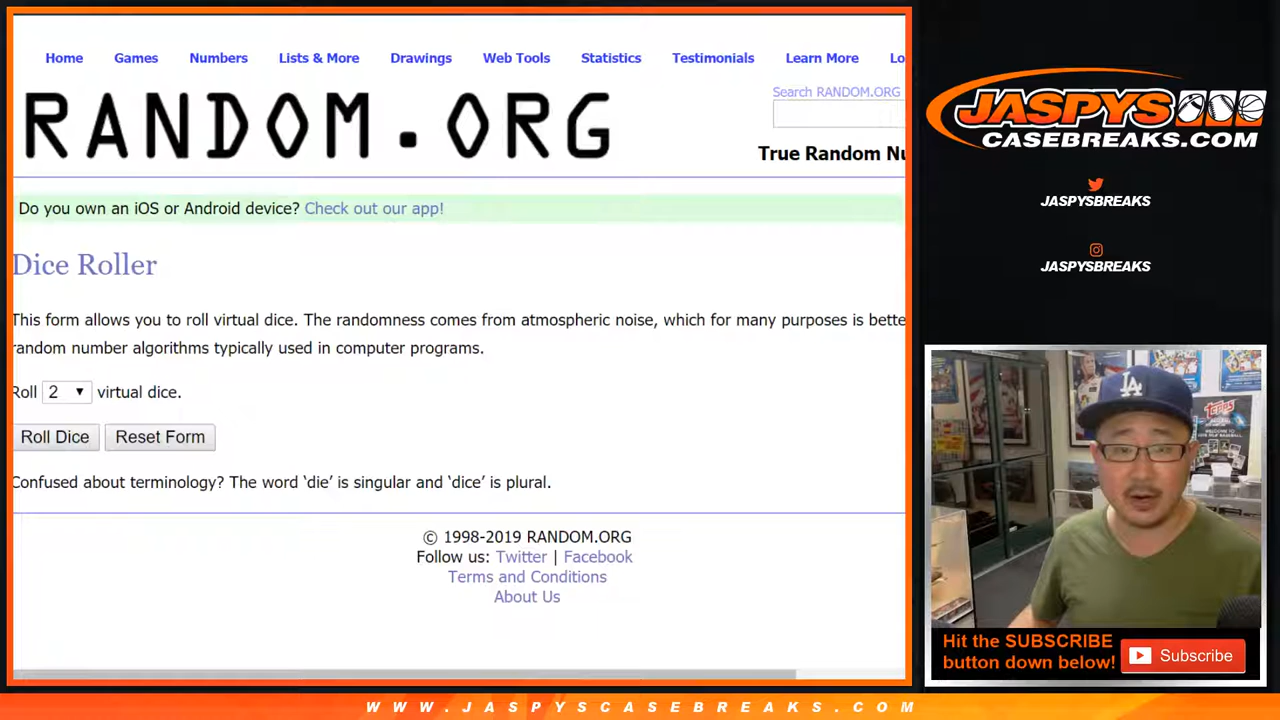 Home Games Numbers Lists & More Drawings Web Tools Statistics Testimonials Learn More Lo
RANDOM.ORG
Search RANDOM.ORG
True Random Nu
Do you own an iOS or Android device? Check out our app!
Dice Roller
This form allows you to roll virtual dice. The randomness comes from atmospheric noise, which for many purposes is bette
random number algorithms typically used in computer programs.
Roll 2 virtual dice.
Roll Dice Reset Form
Confused about terminology? The word ‘die’ is singular and ‘dice’ is plural.
© 1998-2019 RANDOM.ORG
Follow us: Twitter | Facebook
Terms and Conditions
About Us
JASPYS
CASEBREAKS.COM
JASPYSBREAKS
JASPYSBREAKS
LA
TOPPS
Hit the SUBSCRIBE
button down below!
Subscribe
WWW.JASPYSCASEBREAKS.COM